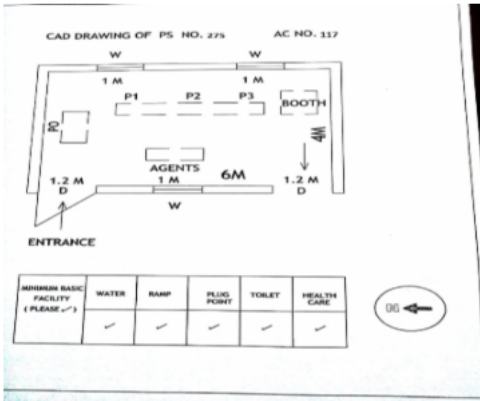 CAD DRAWING OF PS NO. 275 AC NO. 117
W W
1 M 1 M
P1 P2 P3
BOOTH
PO
4M
AGENTS
1.2 M 1 M 6M 1.2 M
D D
W
ENTRANCE
MINIMUM BASIC FACILITY ( PLEASE ✓ ) WATER RAMP PLUG POINT TOILET HEALTH CARE
✓ ✓ ✓ ✓ ✓